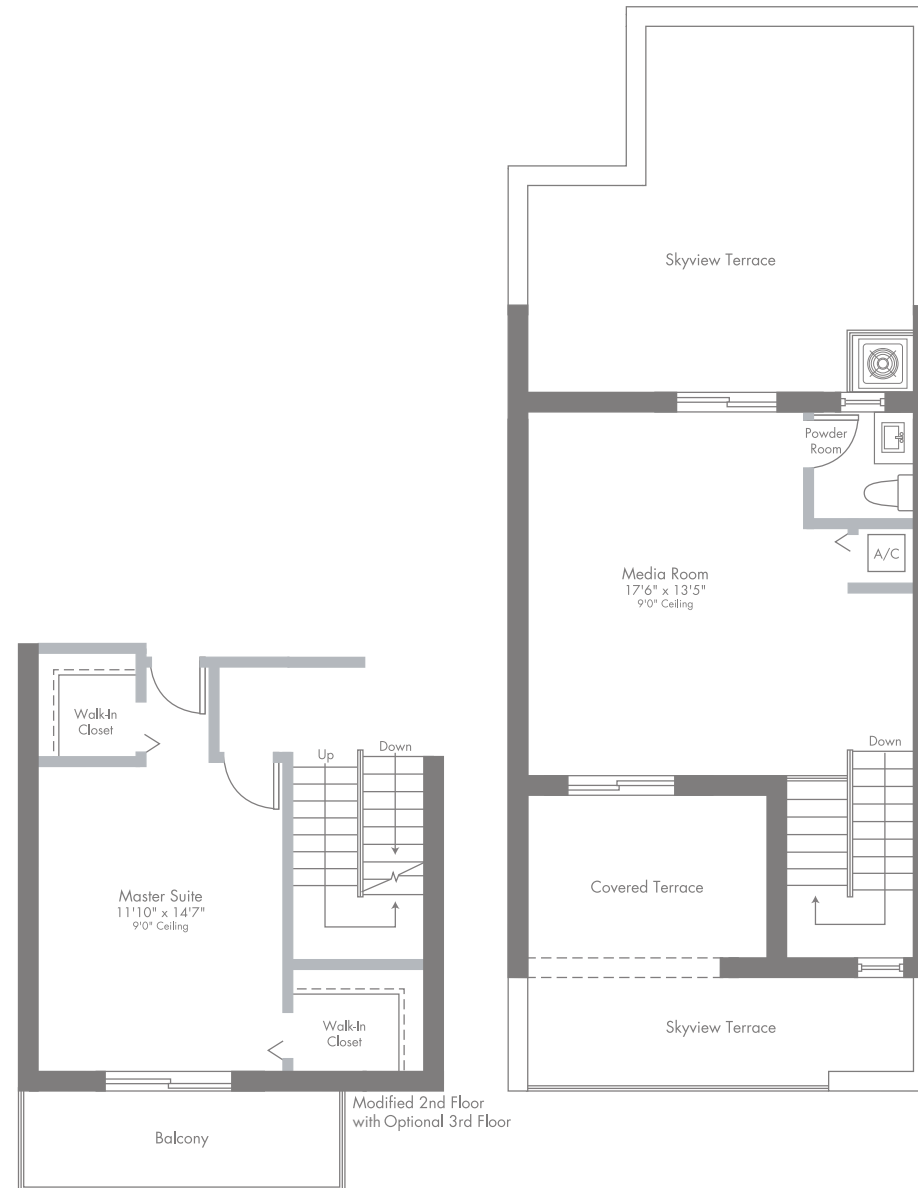 Skyview Terrace
Powder
Room
A/C
Media Room
17'6" x 13'5"
9'0" Ceiling
Walk-In
Closet
Up
Down
Down
Master Suite
11'10" x 14'7"
9'0" Ceiling
Covered Terrace
Walk-In
Closet
Skyview Terrace
Modified 2nd Floor
with Optional 3rd Floor
Balcony